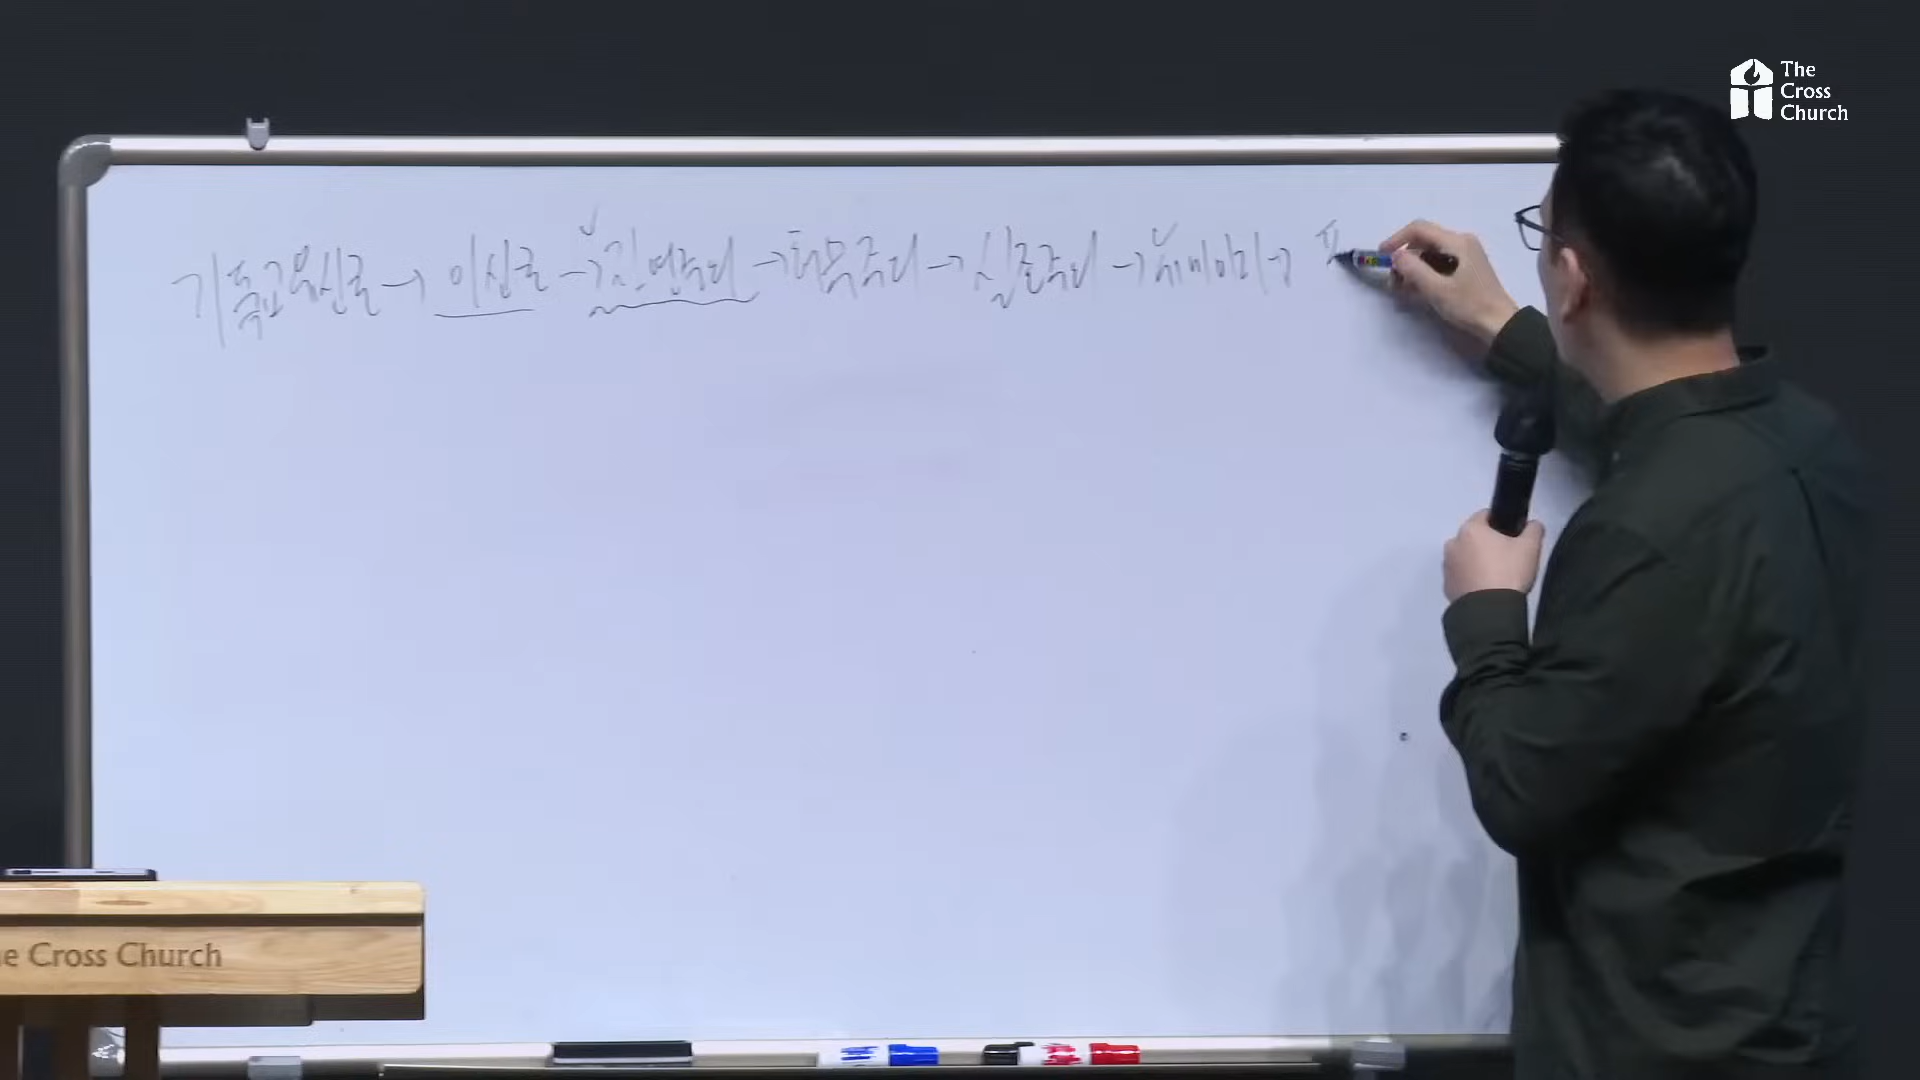 The
Cross
Church
기독교유신론 → 이신론 → 자연주의 → 허무주의 → 실존주의 → 뉴에이지 → 포
e Cross Church